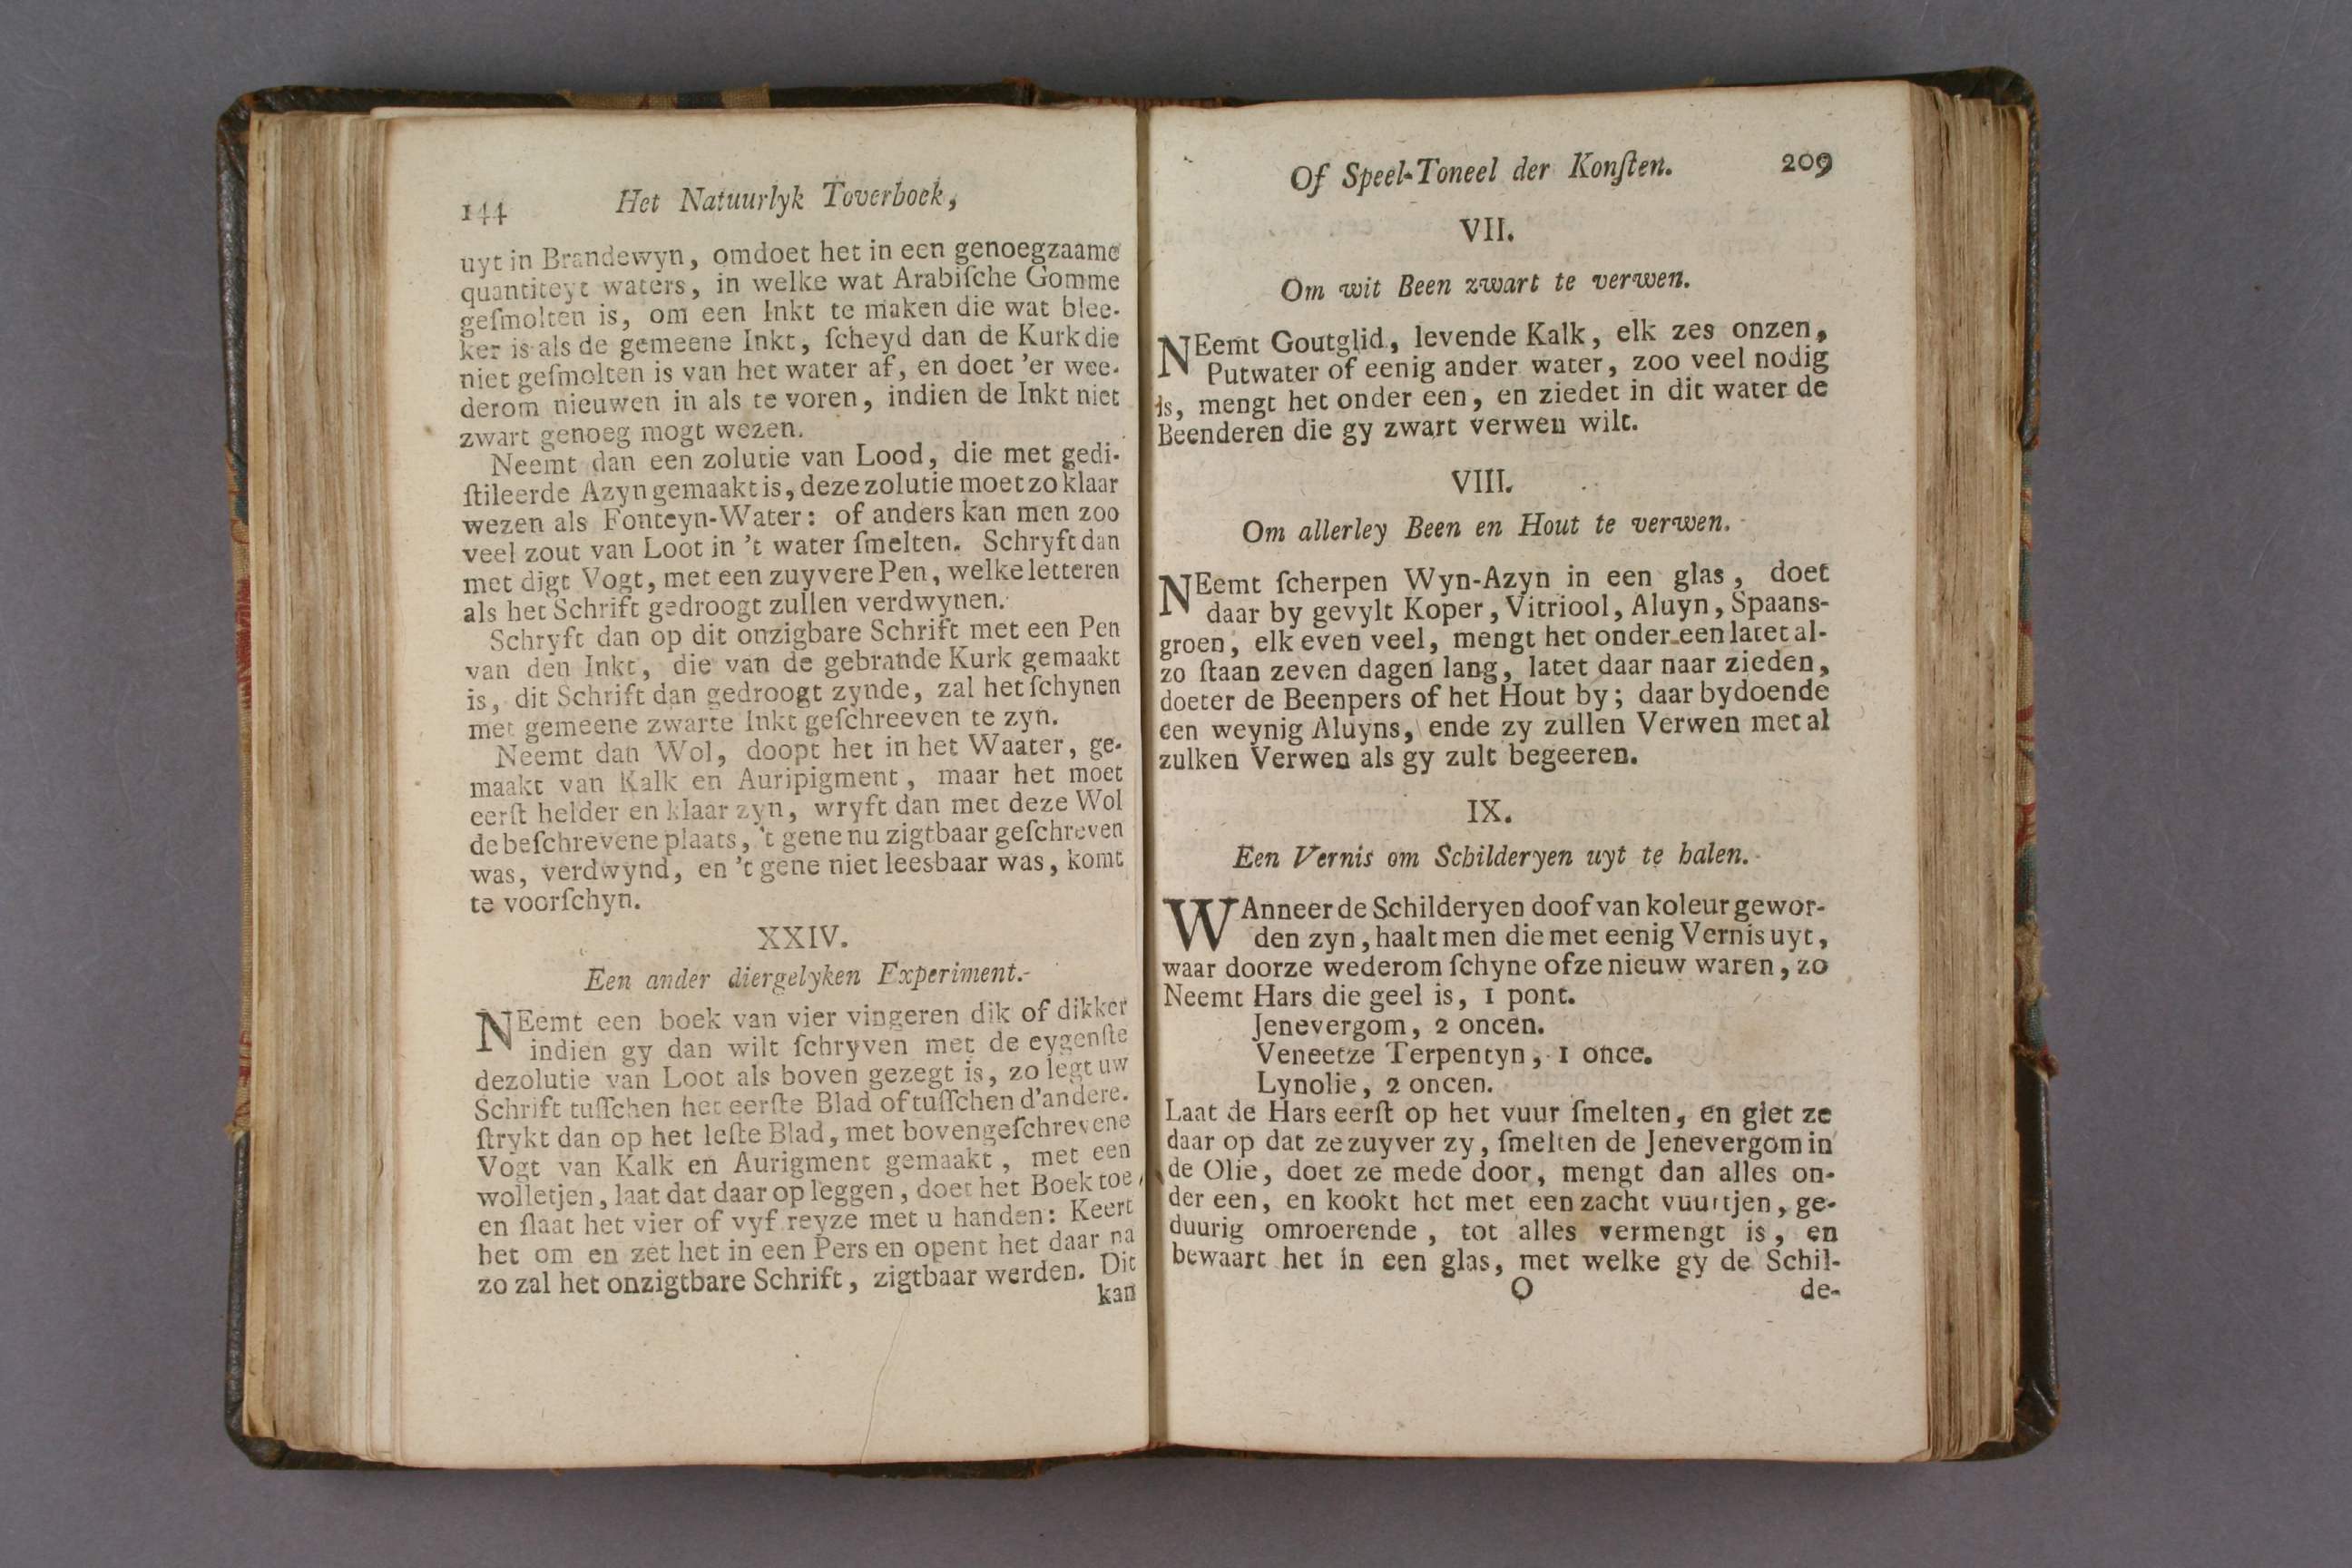 144 Het Natuurlyk Toverboek,
uyt in Brandewyn, omdoet het in een genoegzaame
quantiteyt waters, in welke wat Arabiſche Gomme
geſmolten is, om een Inkt te maken die wat blee-
ker is als de gemeene Inkt, ſcheyd dan de Kurk die
niet geſmolten is van het water af, en doet 'er wee-
derom nieuwen in als te voren, indien de Inkt niet
zwart genoeg mogt wezen.
Neemt dan een zolutie van Lood, die met gedi-
ſtileerde Azyn gemaakt is, deze zolutie moet zo klaar
wezen als Fonteyn-Water: of anders kan men zoo
veel zout van Loot in 't water ſmelten. Schryft dan
met digt Vogt, met een zuyvere Pen, welke letteren
als het Schrift gedroogt zullen verdwynen.
Schryft dan op dit onzigbare Schrift met een Pen
van den Inkt, die van de gebrande Kurk gemaakt
is, dit Schrift dan gedroogt zynde, zal het ſchynen
met gemeene zwarte Inkt geſchreeven te zyn.
Neemt dan Wol, doopt het in het Waater, ge-
maakt van Kalk en Auripigment, maar het moet
eerſt helder en klaar zyn, wryft dan met deze Wol
de beſchrevene plaats, 't gene nu zigtbaar geſchreven
was, verdwynd, en 't gene niet leesbaar was, komt
te voorſchyn.
XXIV.
Een ander diergelyken Experiment.
NEemt een boek van vier vingeren dik of dikker
indien gy dan wilt ſchryven met de eygenſte
dezolutie van Loot als boven gezegt is, zo legt uw
Schrift tuſſchen het eerſte Blad of tuſſchen d'andere.
ſtrykt dan op het leſte Blad, met bovengeſchrevene
Vogt van Kalk en Aurigment gemaakt, met een
wolletjen, laat dat daar op leggen, doet het Boek toe,
en ſlaat het vier of vyf reyze met u handen: Keert
het om en zet het in een Pers en opent het daar na
zo zal het onzigtbare Schrift, zigtbaar werden. Dit
kan
Of Speel-Toneel der Konſten. 209
VII.
Om wit Been zwart te verwen.
NEemt Goutglid, levende Kalk, elk zes onzen,
Putwater of eenig ander water, zoo veel nodig
is, mengt het onder een, en ziedet in dit water de
Beenderen die gy zwart verwen wilt.
VIII.
Om allerley Been en Hout te verwen.
NEemt ſcherpen Wyn-Azyn in een glas, doet
daar by gevylt Koper, Vitriool, Aluyn, Spaans-
groen, elk even veel, mengt het onder een latet al-
zo ſtaan zeven dagen lang, latet daar naar zieden,
doeter de Beenpers of het Hout by; daar bydoende
een weynig Aluyns, ende zy zullen Verwen met al
zulken Verwen als gy zult begeeren.
IX.
Een Vernis om Schilderyen uyt te halen.
WAnneer de Schilderyen doof van koleur gewor-
den zyn, haalt men die met eenig Vernis uyt,
waar doorze wederom ſchyne ofze nieuw waren, zo
Neemt Hars die geel is, 1 pont.
Jenevergom, 2 oncen.
Veneetze Terpentyn, 1 once.
Lynolie, 2 oncen.
Laat de Hars eerſt op het vuur ſmelten, en giet ze
daar op dat ze zuyver zy, ſmelten de Jenevergom in
de Olie, doet ze mede door, mengt dan alles on-
der een, en kookt het met een zacht vuurtjen, ge-
duurig omroerende, tot alles vermengt is, en
bewaart het in een glas, met welke gy de Schil-
O de-